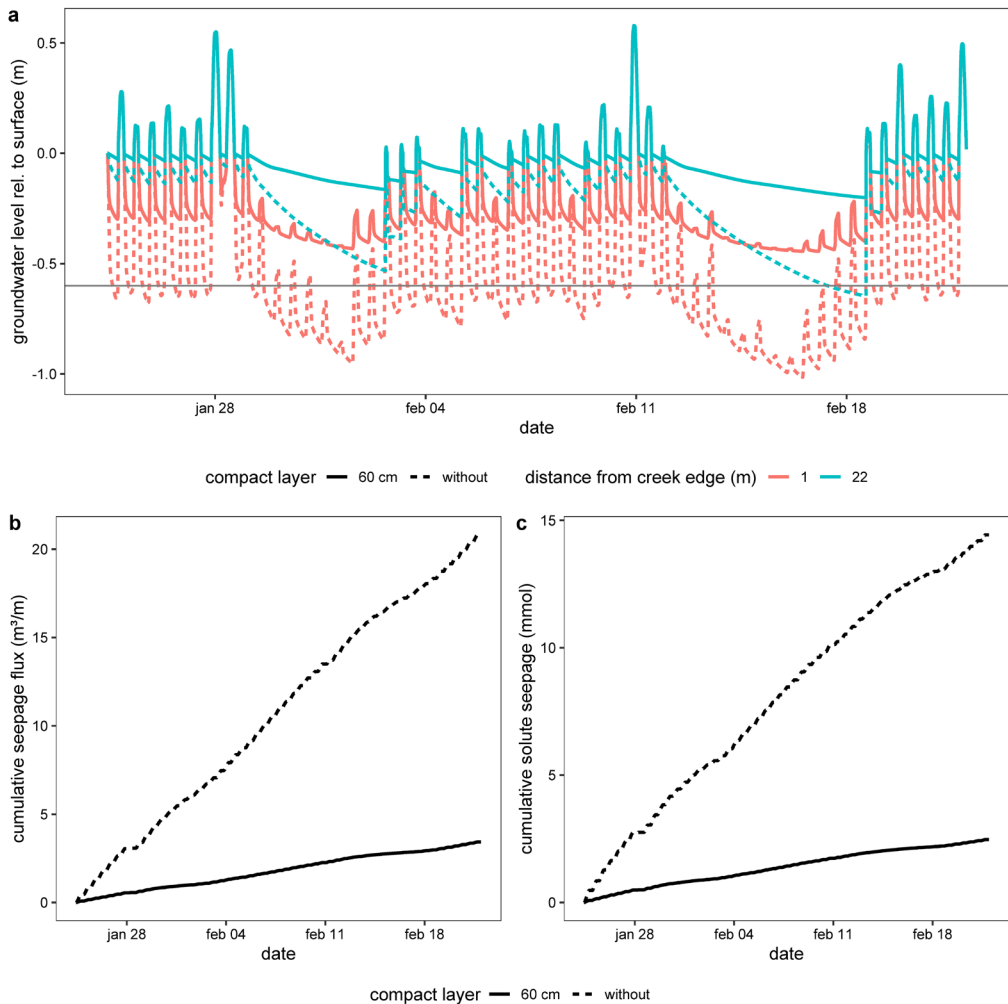 a
groundwater level rel. to surface (m)
0.5
0.0
-0.5
-1.0
jan 28 feb 04 feb 11 feb 18
date
compact layer 60 cm without distance from creek edge (m) 1 22
b
cumulative seepage flux (m³/m)
20
15
10
5
0
jan 28 feb 04 feb 11 feb 18
date
c
cumulative solute seepage (mmol)
15
10
5
0
jan 28 feb 04 feb 11 feb 18
date
compact layer 60 cm without